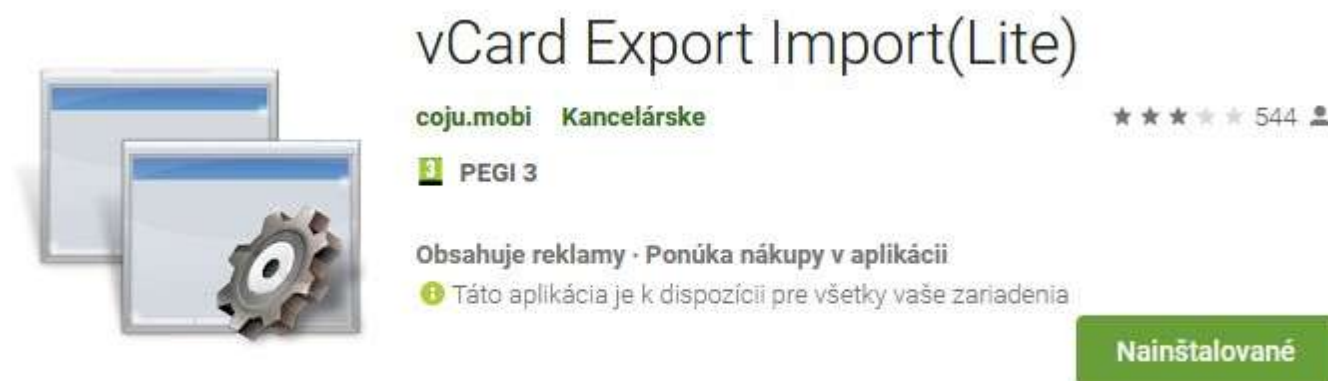 vCard Export Import(Lite)
coju.mobi Kancelárske 544
3 PEGI 3
Obsahuje reklamy · Ponúka nákupy v aplikácii
Táto aplikácia je k dispozícii pre všetky vaše zariadenia
Nainštalované